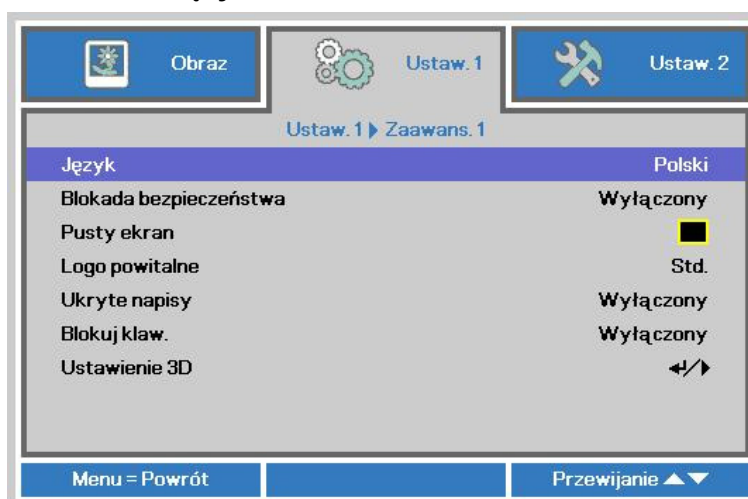 Obraz
Ustaw. 1
Ustaw. 2
Ustaw. 1 Zaawans. 1
Język Polski
Blokada bezpieczeństwa Wyłączony
Pusty ekran
Logo powitalne Std.
Ukryte napisy Wyłączony
Blokuj klaw. Wyłączony
Ustawienie 3D
Menu = Powrót
Przewijanie